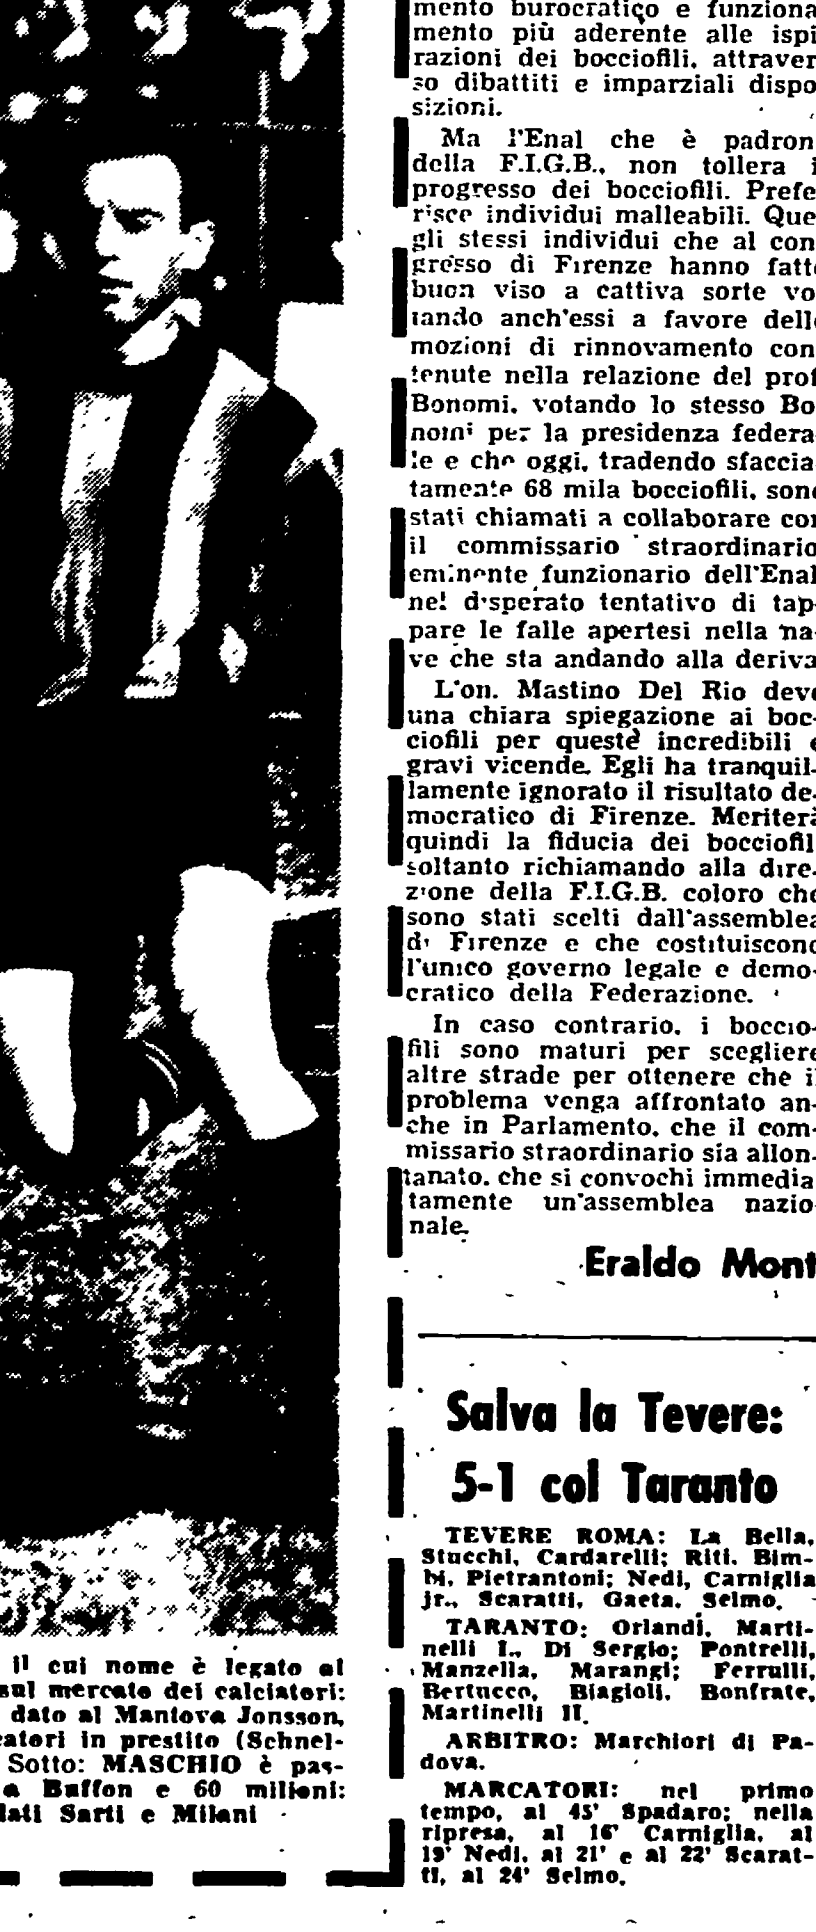 mento burocratico e funziona
mento più aderente alle ispi
razioni dei bocciofili, attraver
so dibattiti e imparziali dispo
sizioni.
Ma l'Enal che è padron
della F.I.G.B., non tollera i
progresso dei bocciofili. Prefe
risce individui malleabili. Que
gli stessi individui che al con
gresso di Firenze hanno fatto
buon viso a cattiva sorte vo
tando anch'essi a favore delle
mozioni di rinnovamento con
tenute nella relazione del prof
Bonomi, votando lo stesso Bo
nomi per la presidenza federa
le e che oggi, tradendo sfaccia
tamente 68 mila bocciofili, sono
stati chiamati a collaborare con
il commissario straordinario
eminente funzionario dell'Enal
nel disperato tentativo di tap-
pare le falle apertesi nella na-
ve che sta andando alla deriva
L'on. Mastino Del Rio deve
una chiara spiegazione ai boc-
ciofili per queste incredibili e
gravi vicende. Egli ha tranquil-
lamente ignorato il risultato de-
mocratico di Firenze. Meriterà
quindi la fiducia dei bocciofili
soltanto richiamando alla dire-
zione della F.I.G.B. coloro che
sono stati scelti dall'assemblea
di Firenze e che costituiscono
l'unico governo legale e demo-
cratico della Federazione.
In caso contrario, i boccio-
fili sono maturi per scegliere
altre strade per ottenere che il
problema venga affrontato an-
che in Parlamento, che il com-
missario straordinario sia allon-
tanato, che si convochi immedia
tamente un'assemblea nazio-
nale.
Eraldo Mont
Salva la Tevere:
5-1 col Taranto
TEVERE ROMA: La Bella,
Stucchi, Cardarelli; Riti, Bim-
bi, Pietrantoni; Nedi, Carniglia
jr., Scaratti, Gaeta, Selmo.
TARANTO: Orlandi, Marti-
nelli I., Di Sergio; Pontrelli,
Manzella, Marangi; Ferrulli,
Bertucco, Biagioli, Bonfrate,
Martinelli II.
ARBITRO: Marchiori di Pa-
dova.
MARCATORI: nel primo
tempo, al 45' Spadaro; nella
ripresa, al 16' Carniglia, al
19' Nedi, al 21' e al 22' Scarat-
ti, al 24' Selmo.
il cui nome è legato al
sul mercato dei calciatori:
dato al Mantova Jonsson,
catori in prestito (Schnel-
Sotto: MASCHIO è pas-
a Buffon e 60 milioni:
lati Sarti e Milani